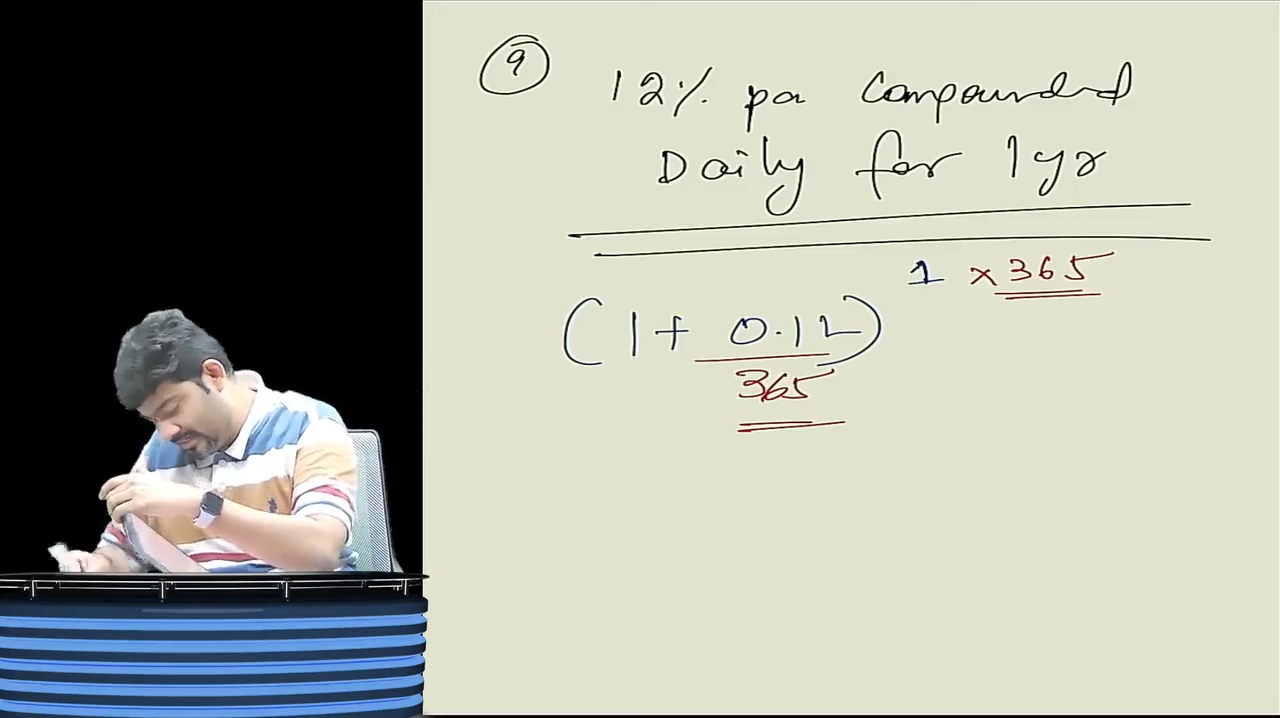 9
12% pa Compounded
Daily for 1yr
(1 + 0.12/365)^1 × 365